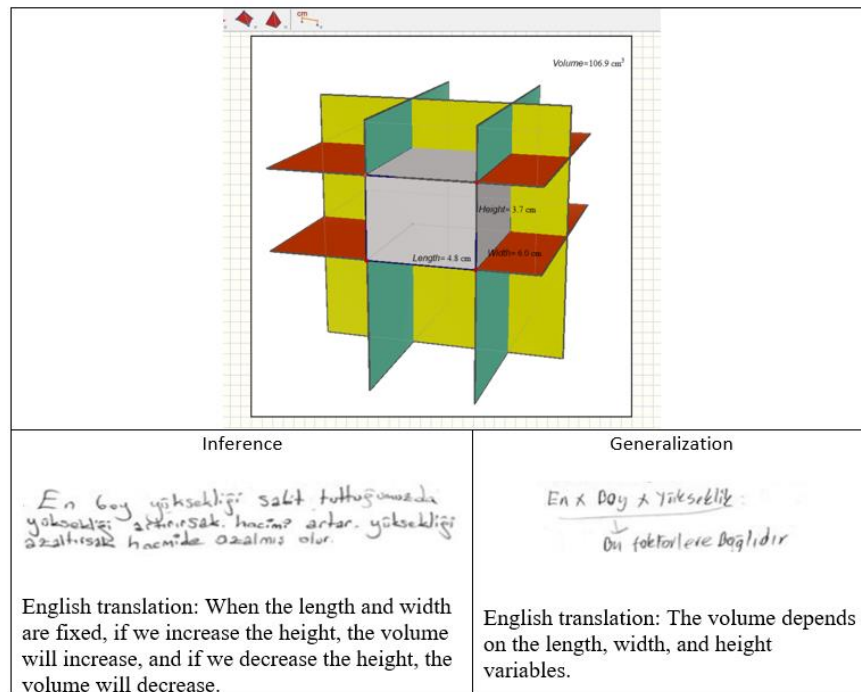 cm
Volume=106.9 cm³
Height= 3.7 cm
Width= 6.0 cm
Length= 4.8 cm
Inference
En boy yüksekliği sabit tuttuğumuzda
yüksekliği artırırsak hacimi artar. yüksekliği
azaltırsak hacmide azalmış olur.
English translation: When the length and width
are fixed, if we increase the height, the volume
will increase, and if we decrease the height, the
volume will decrease.
Generalization
En x Boy x Yükseklik
Bu faktörlere Bağlıdır
English translation: The volume depends
on the length, width, and height
variables.